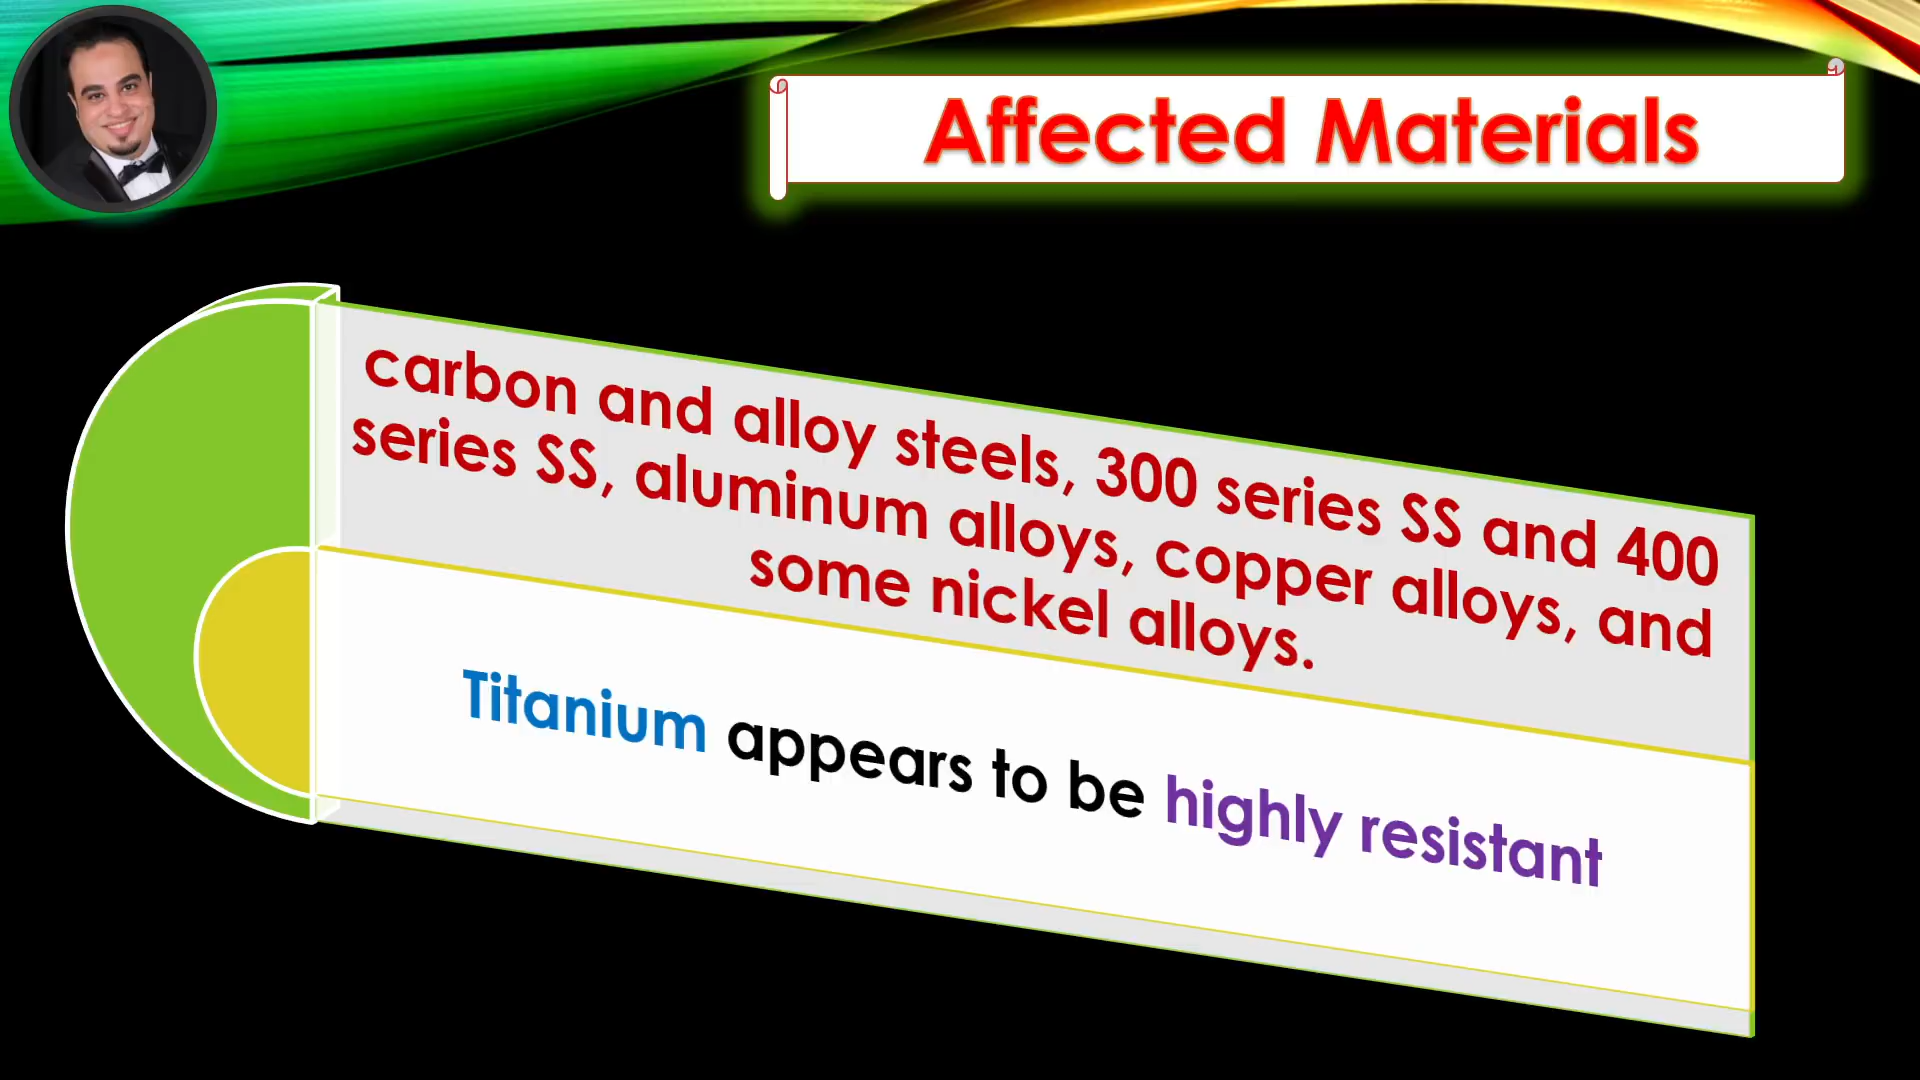 Affected Materials
carbon and alloy steels, 300 series SS and 400
series SS, aluminum alloys, copper alloys, and
some nickel alloys.
Titanium appears to be highly resistant